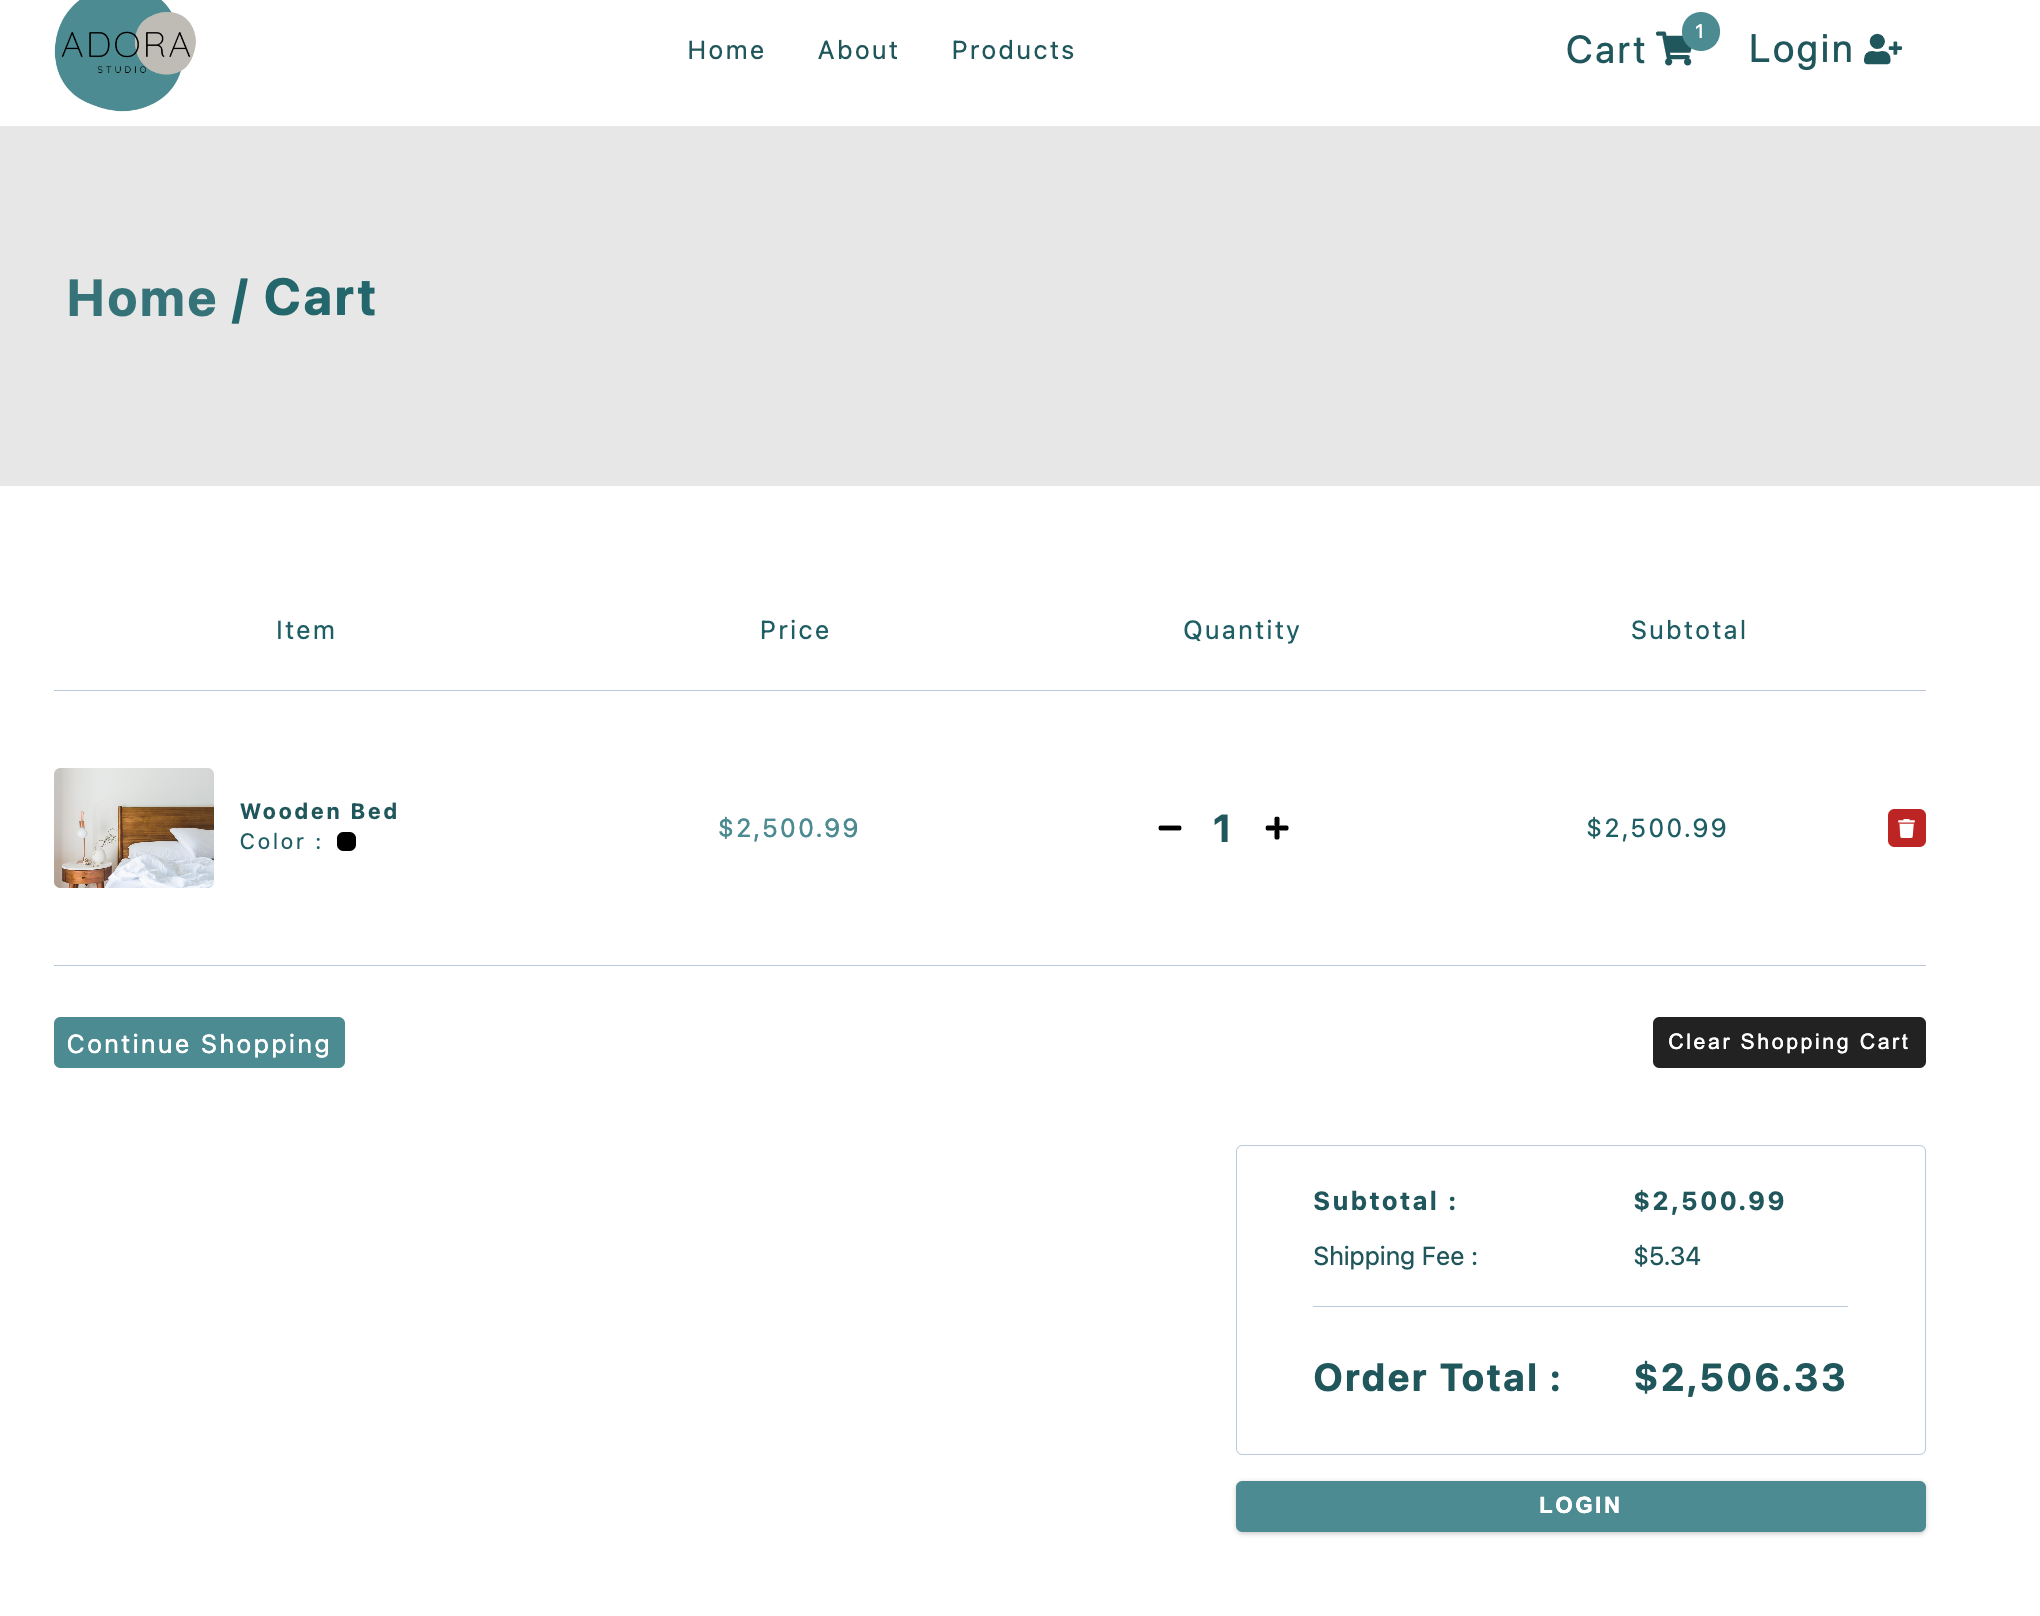 ADORA
STUDIO
Home About Products
Cart 1 Login
Home / Cart
Item Price Quantity Subtotal
Wooden Bed
Color :
$2,500.99 1 $2,500.99
Continue Shopping Clear Shopping Cart
Subtotal : $2,500.99
Shipping Fee : $5.34
Order Total : $2,506.33
LOGIN